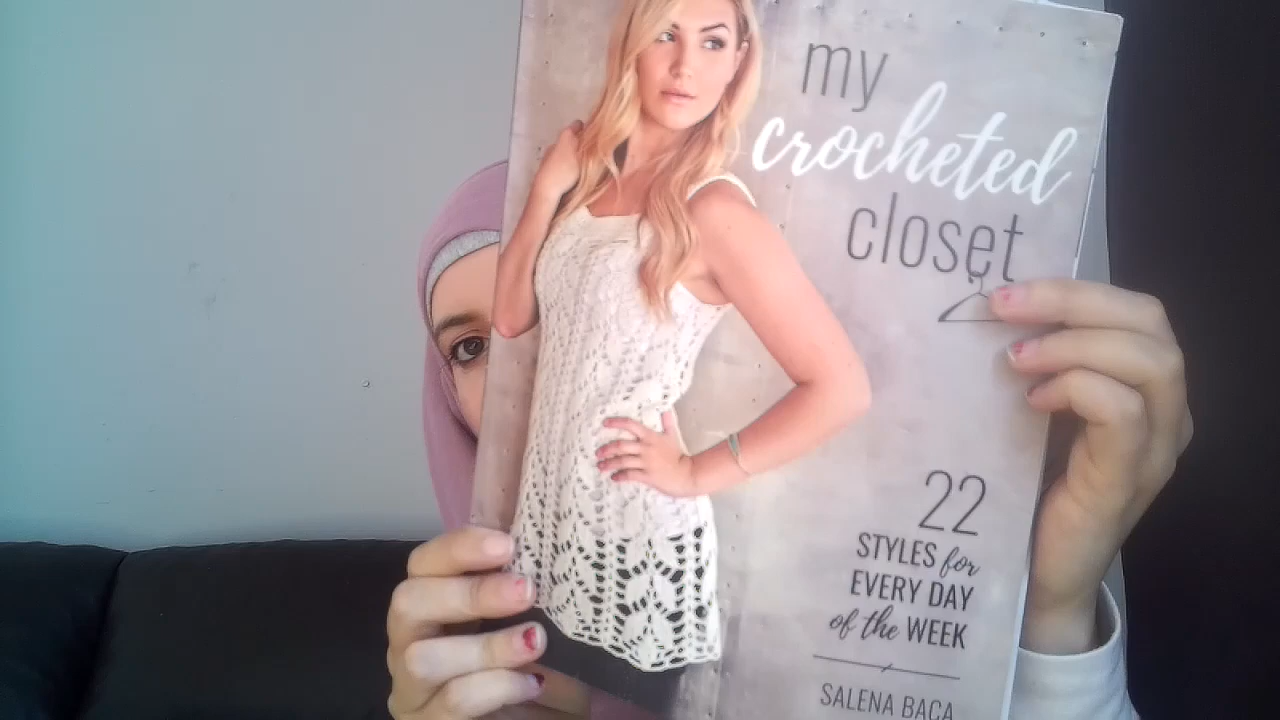 my
crocheted
closet
22
STYLES for
EVERY DAY
of the WEEK
SALENA BACA